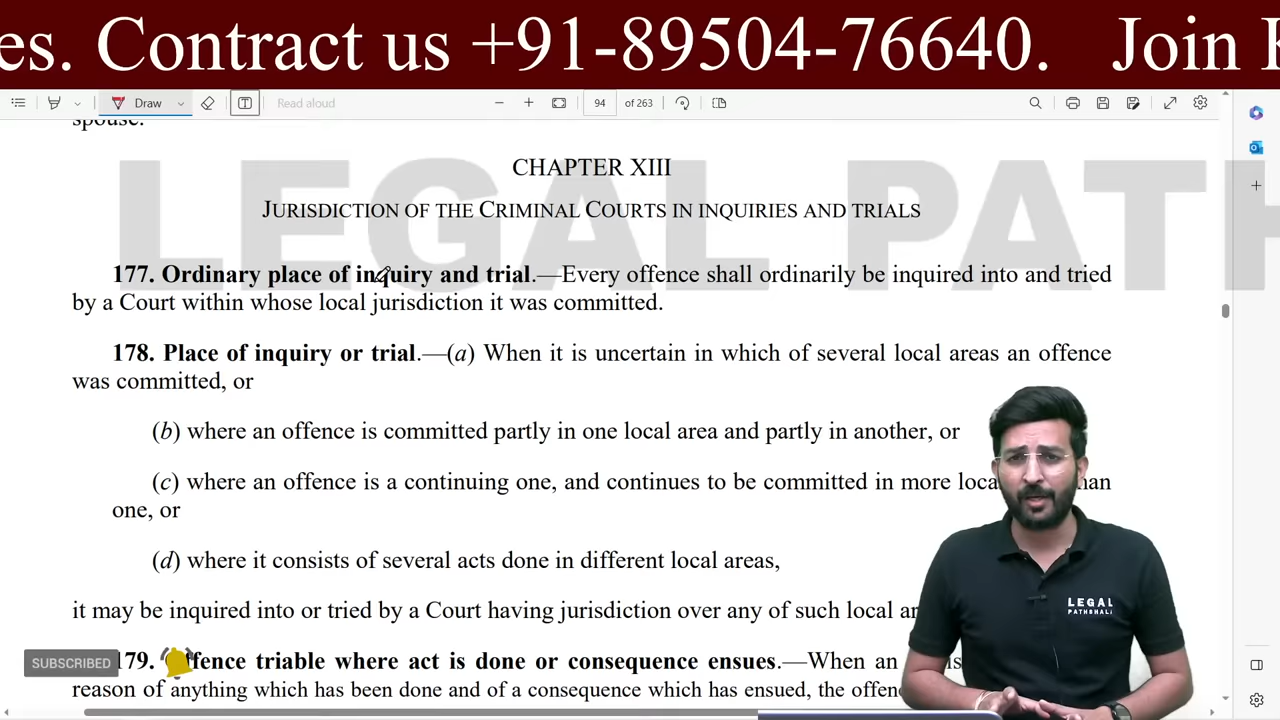 es. Contract us +91-89504-76640. Join
Draw
Read aloud
94 of 263
spouse.
LEGAL PATH
CHAPTER XIII
JURISDICTION OF THE CRIMINAL COURTS IN INQUIRIES AND TRIALS
177. Ordinary place of inquiry and trial.—Every offence shall ordinarily be inquired into and tried
by a Court within whose local jurisdiction it was committed.
178. Place of inquiry or trial.—(a) When it is uncertain in which of several local areas an offence
was committed, or
(b) where an offence is committed partly in one local area and partly in another, or
(c) where an offence is a continuing one, and continues to be committed in more
one, or
(d) where it consists of several acts done in different local areas,
it may be inquired into or tried by a Court having jurisdiction over any of such local
LEGAL
PATHSHALA
SUBSCRIBED
179. Offence triable where act is done or consequence ensues.—When an
reason of anything which has been done and of a consequence which has ensued, the